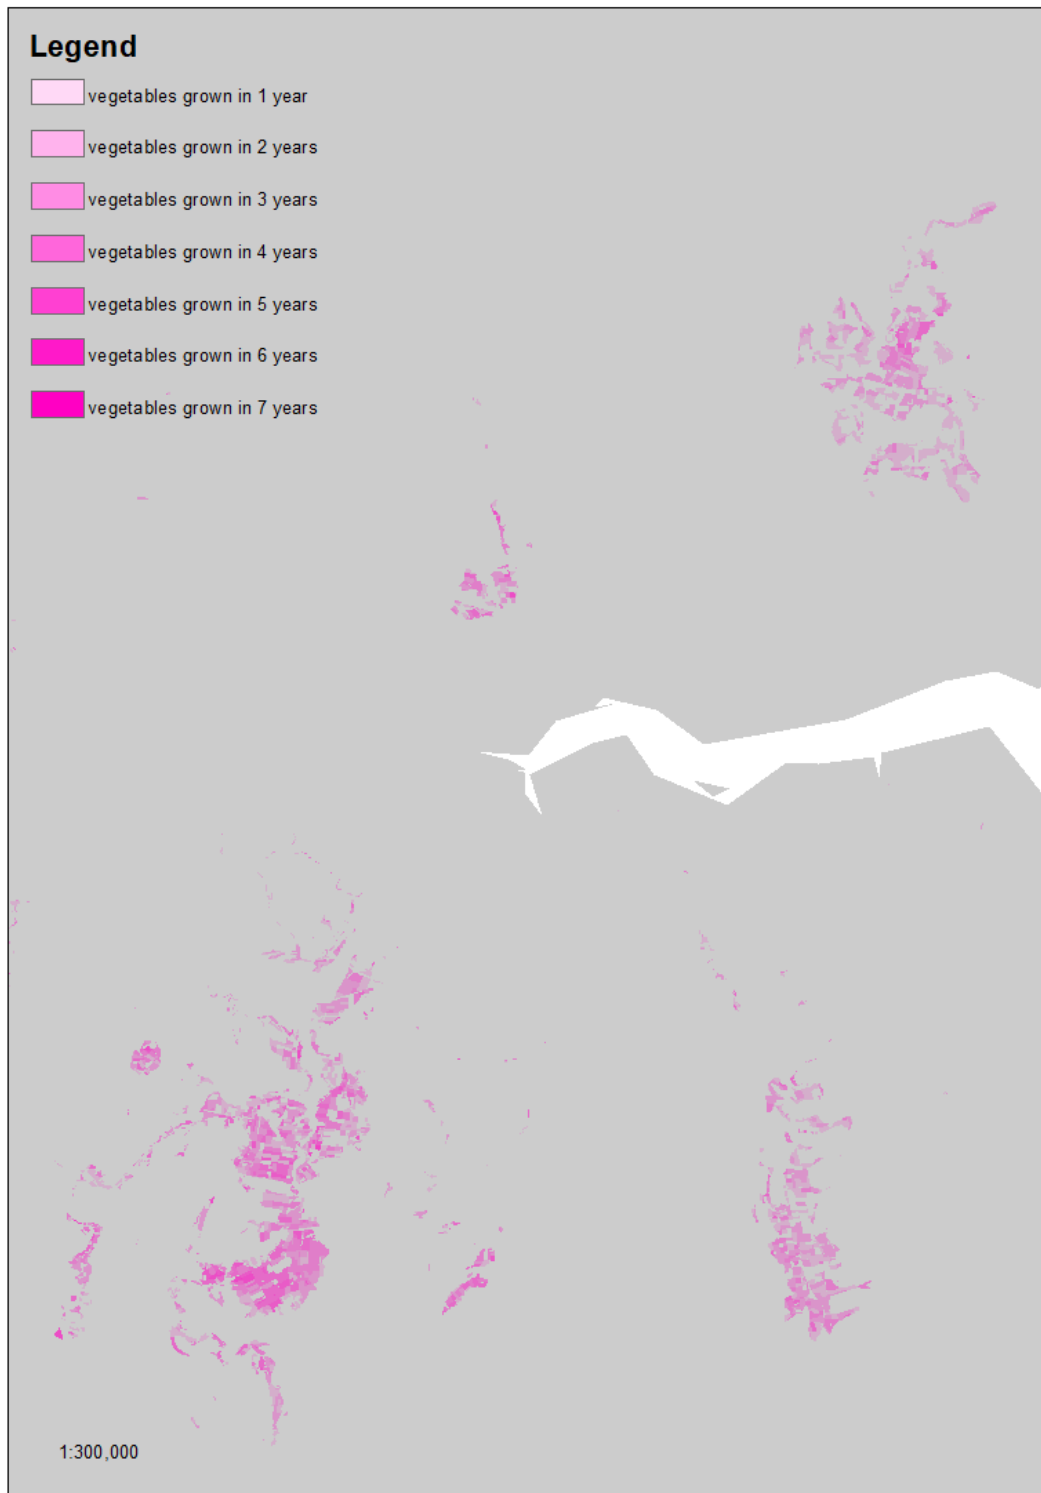 Legend
vegetables grown in 1 year
vegetables grown in 2 years
vegetables grown in 3 years
vegetables grown in 4 years
vegetables grown in 5 years
vegetables grown in 6 years
vegetables grown in 7 years
1:300,000